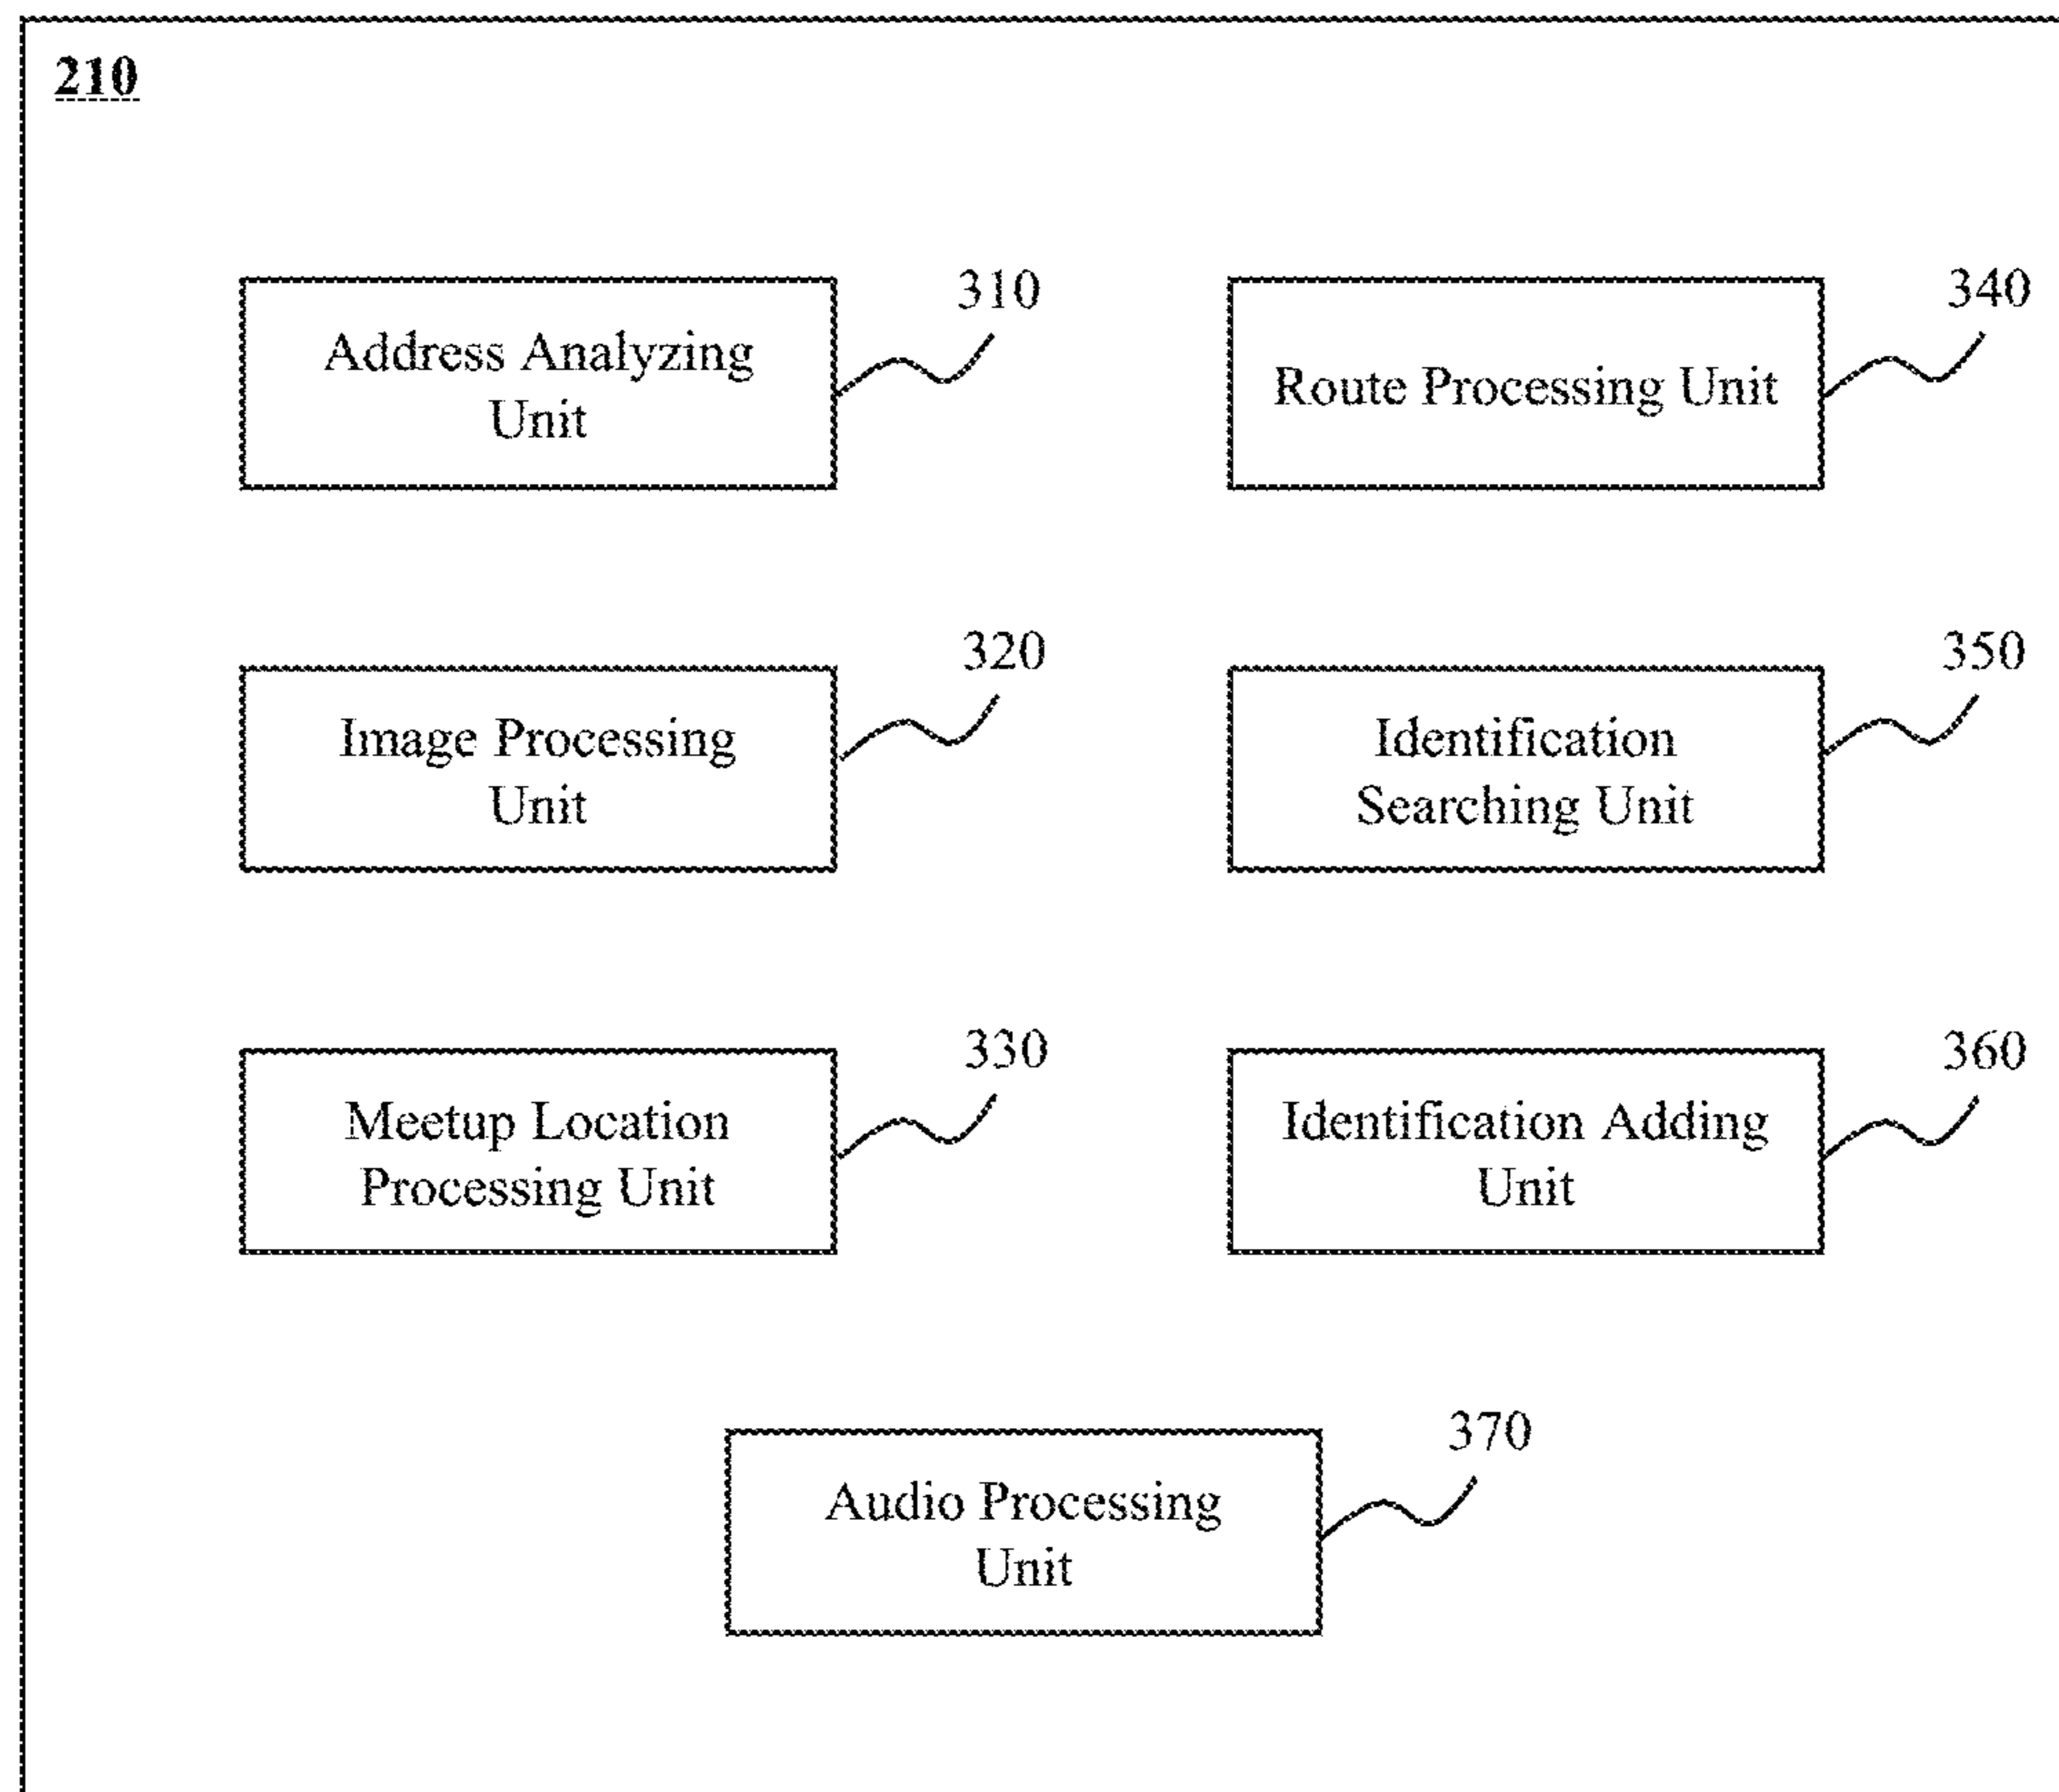 210
310
Address Analyzing
Unit
340
Route Processing Unit
320
Image Processing
Unit
350
Identification
Searching Unit
330
Meetup Location
Processing Unit
360
Identification Adding
Unit
370
Audio Processing
Unit